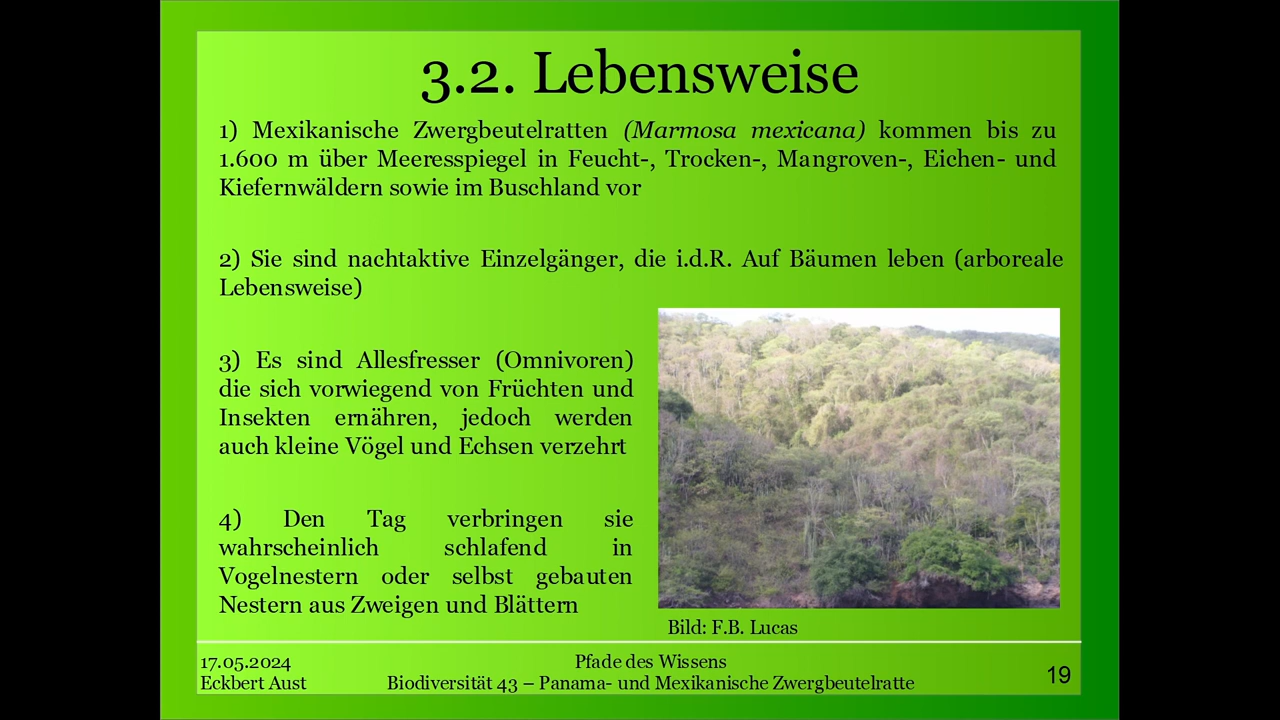 3.2. Lebensweise
1) Mexikanische Zwergbeutelratten (Marmosa mexicana) kommen bis zu
1.600 m über Meeresspiegel in Feucht-, Trocken-, Mangroven-, Eichen- und
Kiefernwäldern sowie im Buschland vor
2) Sie sind nachtaktive Einzelgänger, die i.d.R. Auf Bäumen leben (arboreale
Lebensweise)
3) Es sind Allesfresser (Omnivoren)
die sich vorwiegend von Früchten und
Insekten ernähren, jedoch werden
auch kleine Vögel und Echsen verzehrt
4) Den Tag verbringen sie
wahrscheinlich schlafend in
Vogelnestern oder selbst gebauten
Nestern aus Zweigen und Blättern
Bild: F.B. Lucas
17.05.2024
Eckbert Aust
Pfade des Wissens
Biodiversität 43 – Panama- und Mexikanische Zwergbeutelratte
19